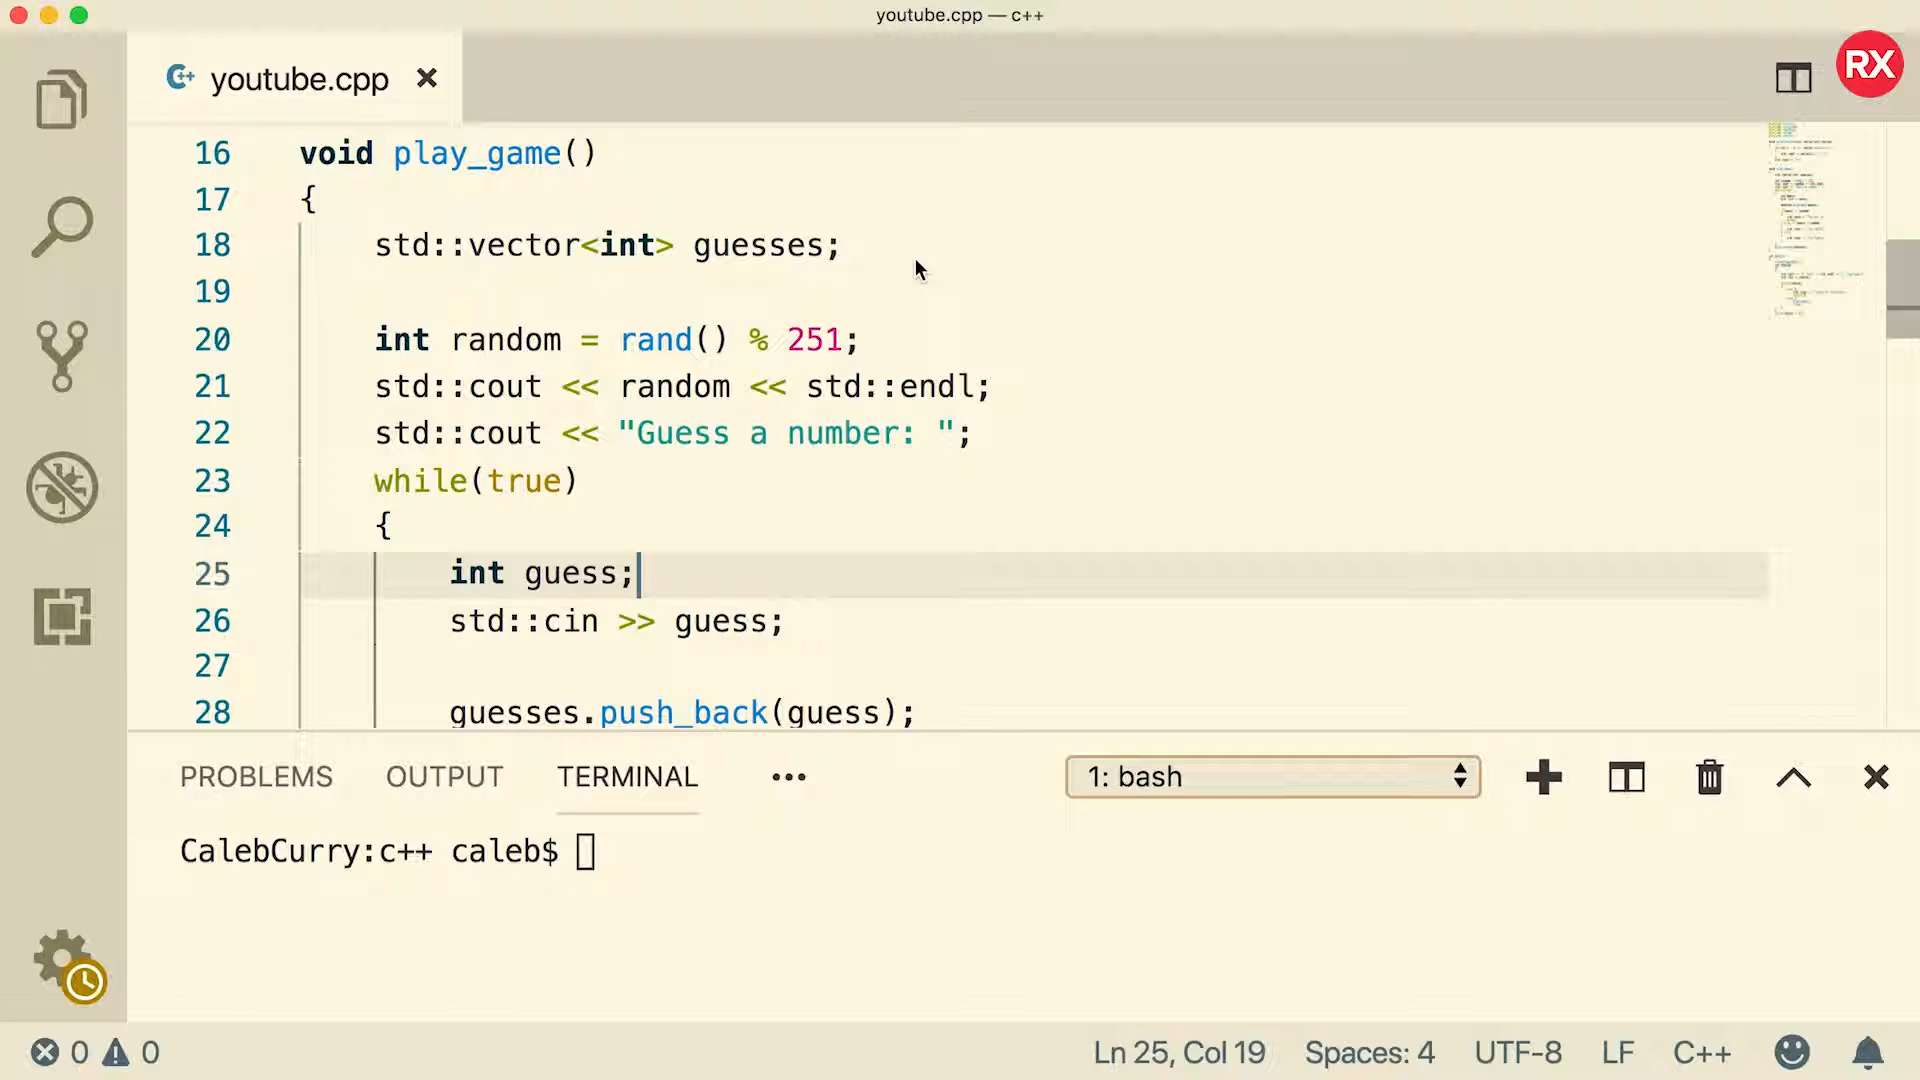 youtube.cpp — c++
RX
youtube.cpp
16 void play_game()
17 {
18 std::vector<int> guesses;
19
20 int random = rand() % 251;
21 std::cout << random << std::endl;
22 std::cout << "Guess a number: ";
23 while(true)
24 {
25 int guess;
26 std::cin >> guess;
27
28 guesses.push_back(guess);
PROBLEMS OUTPUT TERMINAL ••• 1: bash
CalebCurry:c++ caleb$
0 0 Ln 25, Col 19 Spaces: 4 UTF-8 LF C++